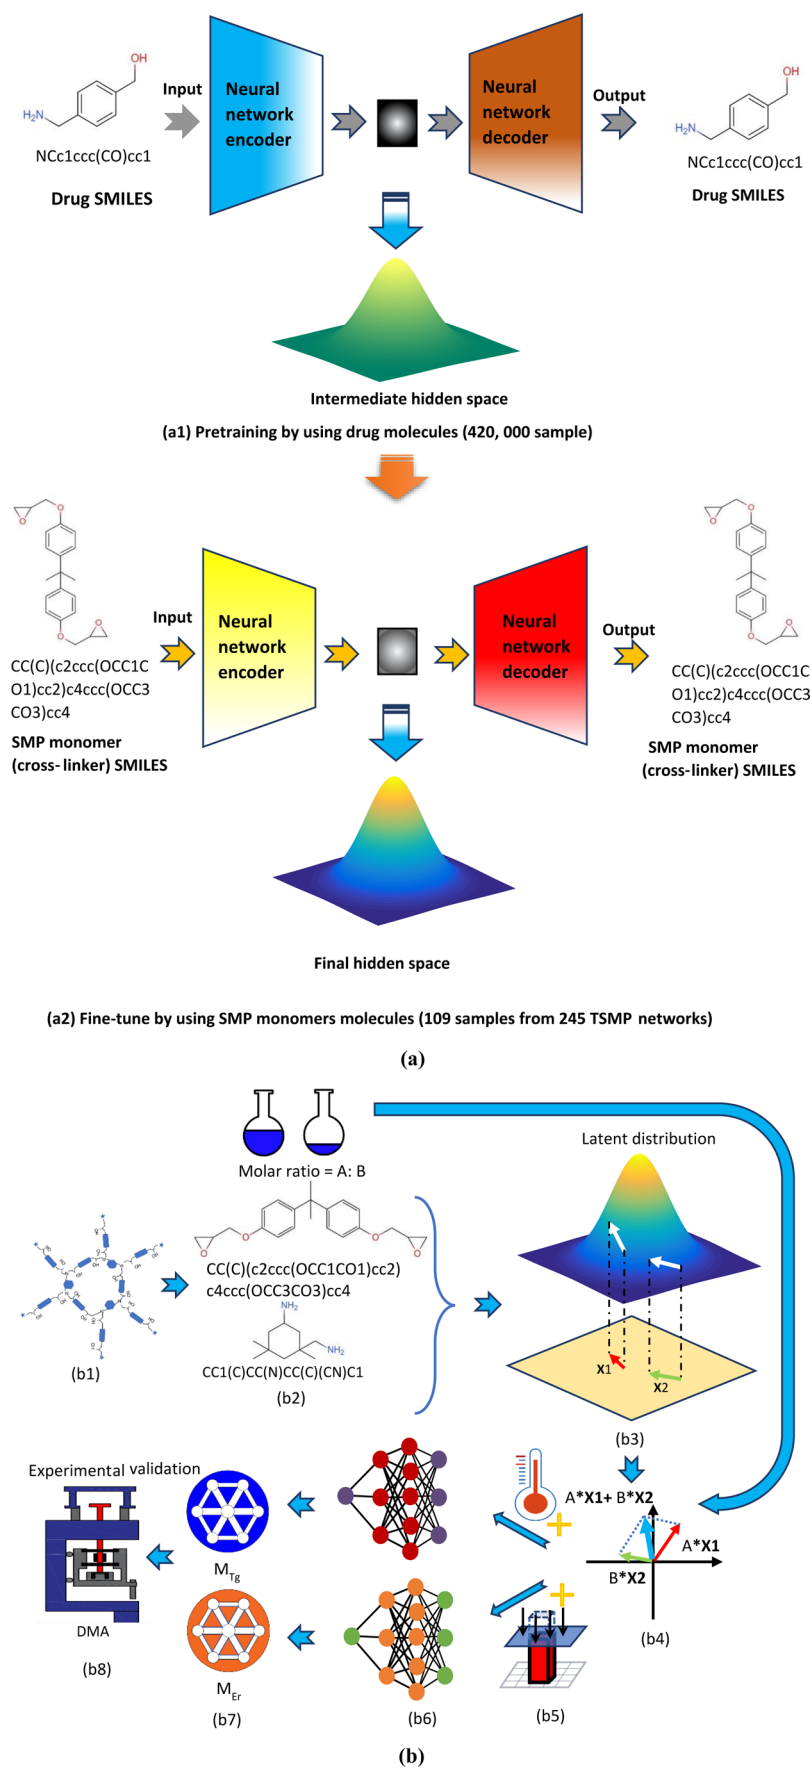 OH
H₂N
NCc1ccc(CO)cc1
Drug SMILES
Input
Neural
network
encoder
Neural
network
decoder
Output
OH
H₂N
NCc1ccc(CO)cc1
Drug SMILES
Intermediate hidden space
(a1) Pretraining by using drug molecules (420, 000 sample)
O
O
O
O
CC(C)(c2ccc(OCC1C
O1)cc2)c4ccc(OCC3
CO3)cc4
SMP monomer
(cross-linker) SMILES
Input
Neural
network
encoder
Neural
network
decoder
Output
O
O
O
O
CC(C)(c2ccc(OCC1C
O1)cc2)c4ccc(OCC3
CO3)cc4
SMP monomer
(cross-linker) SMILES
Final hidden space
(a2) Fine-tune by using SMP monomers molecules (109 samples from 245 TSMP networks)
(a)
Molar ratio = A: B
O
O
O
O
CC(C)(c2ccc(OCC1CO1)cc2)
c4ccc(OCC3CO3)cc4
NH₂
NH₂
CC1(C)CC(N)CC(C)(CN)C1
(b1)
(b2)
Latent distribution
X1
X2
(b3)
A*X1+ B*X2
A*X1
B*X2
(b4)
(b5)
(b6)
M_Tg
M_Er
(b7)
Experimental validation
DMA
(b8)
(b)